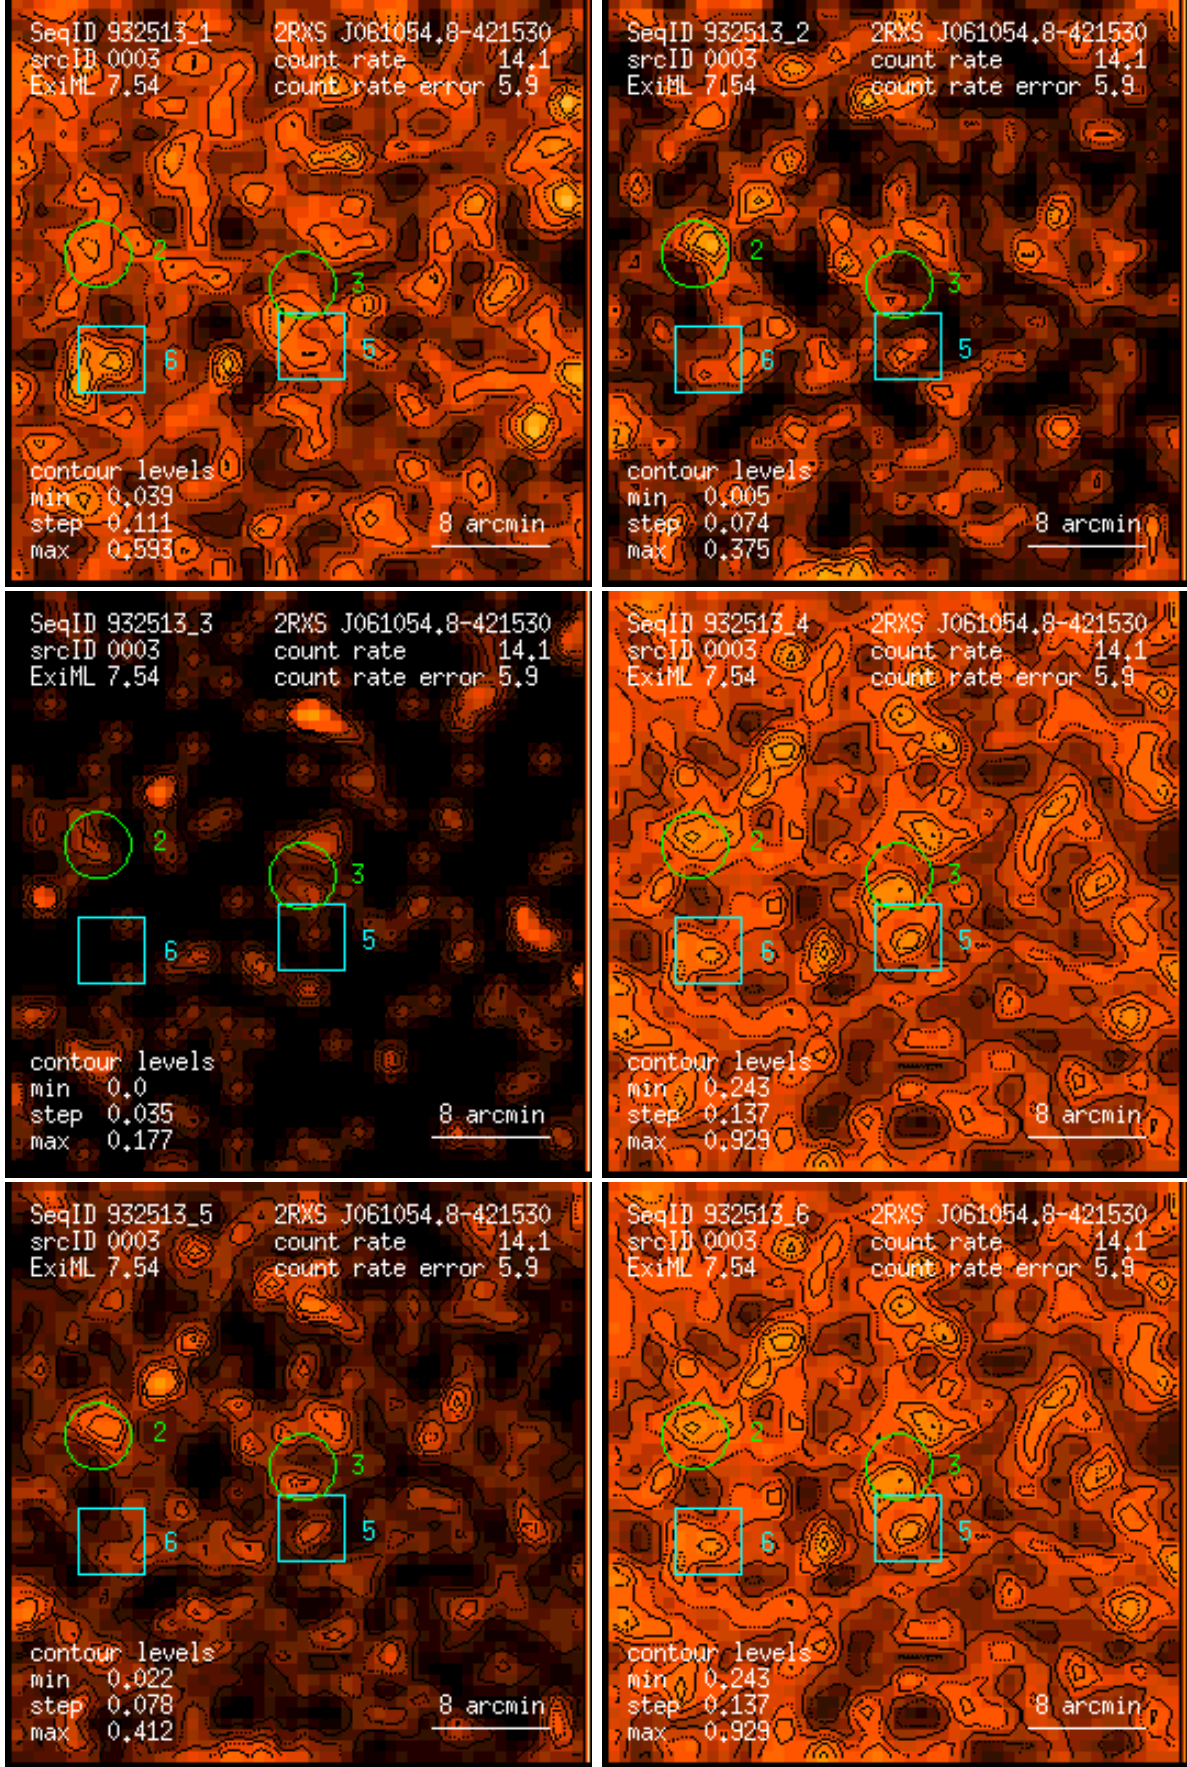 SeqID 932513_1 2RXS J061054.8-421530
srcID 0003 count rate 14.1
ExiML 7.54 count rate error 5.9
2
3
6
5
contour levels
min 0.039
step 0.111
max 0.593
8 arcmin
SeqID 932513_2 2RXS J061054.8-421530
srcID 0003 count rate 14.1
ExiML 7.54 count rate error 5.9
2
3
6
5
contour levels
min 0.005
step 0.074
max 0.375
8 arcmin
SeqID 932513_3 2RXS J061054.8-421530
srcID 0003 count rate 14.1
ExiML 7.54 count rate error 5.9
2
3
6
5
contour levels
min 0.0
step 0.035
max 0.177
8 arcmin
SeqID 932513_4 2RXS J061054.8-421530
srcID 0003 count rate 14.1
ExiML 7.54 count rate error 5.9
2
3
6
5
contour levels
min 0.243
step 0.137
max 0.929
8 arcmin
SeqID 932513_5 2RXS J061054.8-421530
srcID 0003 count rate 14.1
ExiML 7.54 count rate error 5.9
2
3
6
5
contour levels
min 0.022
step 0.078
max 0.412
8 arcmin
SeqID 932513_6 2RXS J061054.8-421530
srcID 0003 count rate 14.1
ExiML 7.54 count rate error 5.9
2
3
6
5
contour levels
min 0.243
step 0.137
max 0.929
8 arcmin